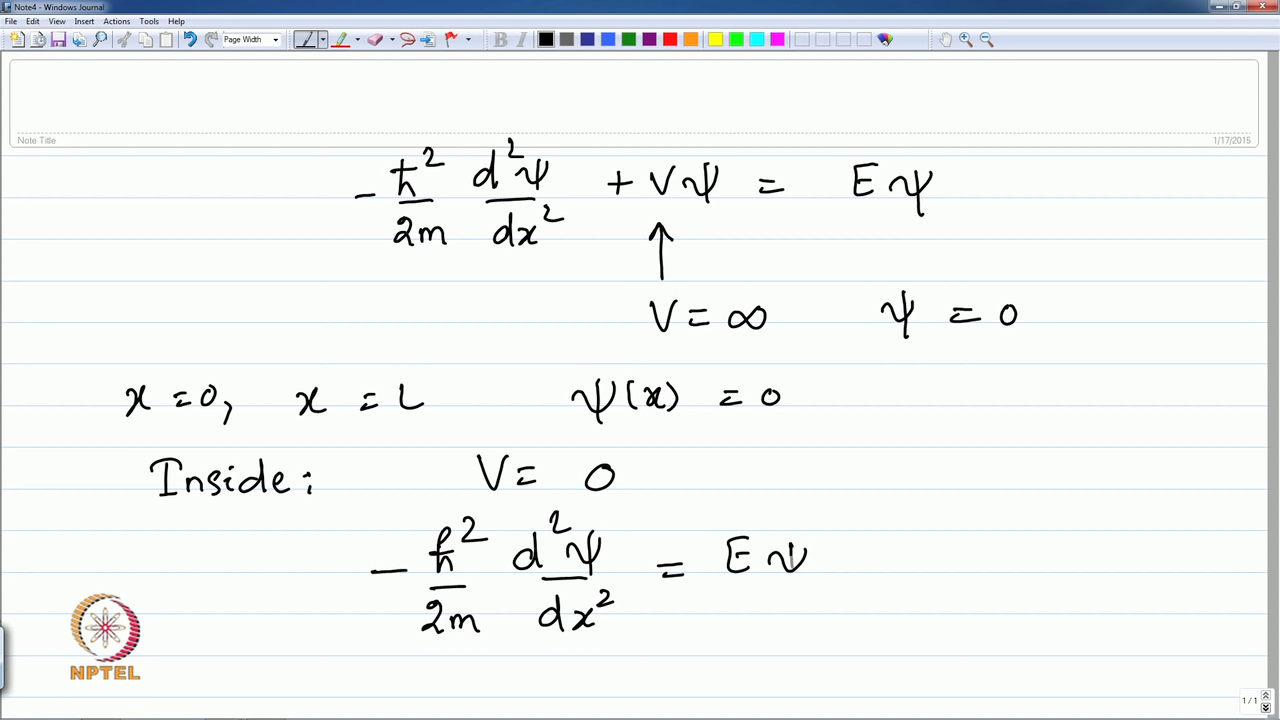 Note4 - Windows Journal
File Edit View Insert Actions Tools Help
Page Width
B I
Note Title
1/17/2015
- ħ²/2m d²ψ/dx² + Vψ = Eψ
V = ∞ ψ = 0
x = 0, x = L ψ(x) = 0
Inside: V = 0
- ħ²/2m d²ψ/dx² = Eψ
NPTEL
1/1